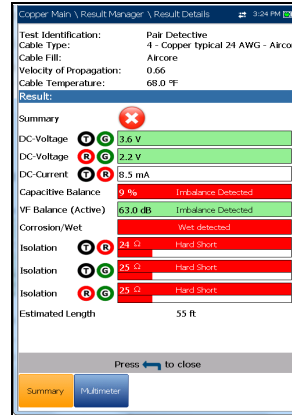 Copper Main \ Result Manager \ Result Details 3:24 PM
Test Identification: Pair Detective
Cable Type: 4 - Copper typical 24 AWG - Airco
Cable Fill: Aircore
Velocity of Propagation: 0.66
Cable Temperature: 68.0 °F
Result:
Summary
DC-Voltage T G 3.6 V
DC-Voltage R G 2.2 V
DC-Current T R 8.5 mA
Capacitive Balance 9 % Imbalance Detected
VF Balance (Active) 63.0 dB Imbalance Detected
Corrosion/Wet Wet detected
Isolation T R 24 Ω Hard Short
Isolation T G 25 Ω Hard Short
Isolation R G 25 Ω Hard Short
Estimated Length 55 ft
Press to close
Summary Multimeter